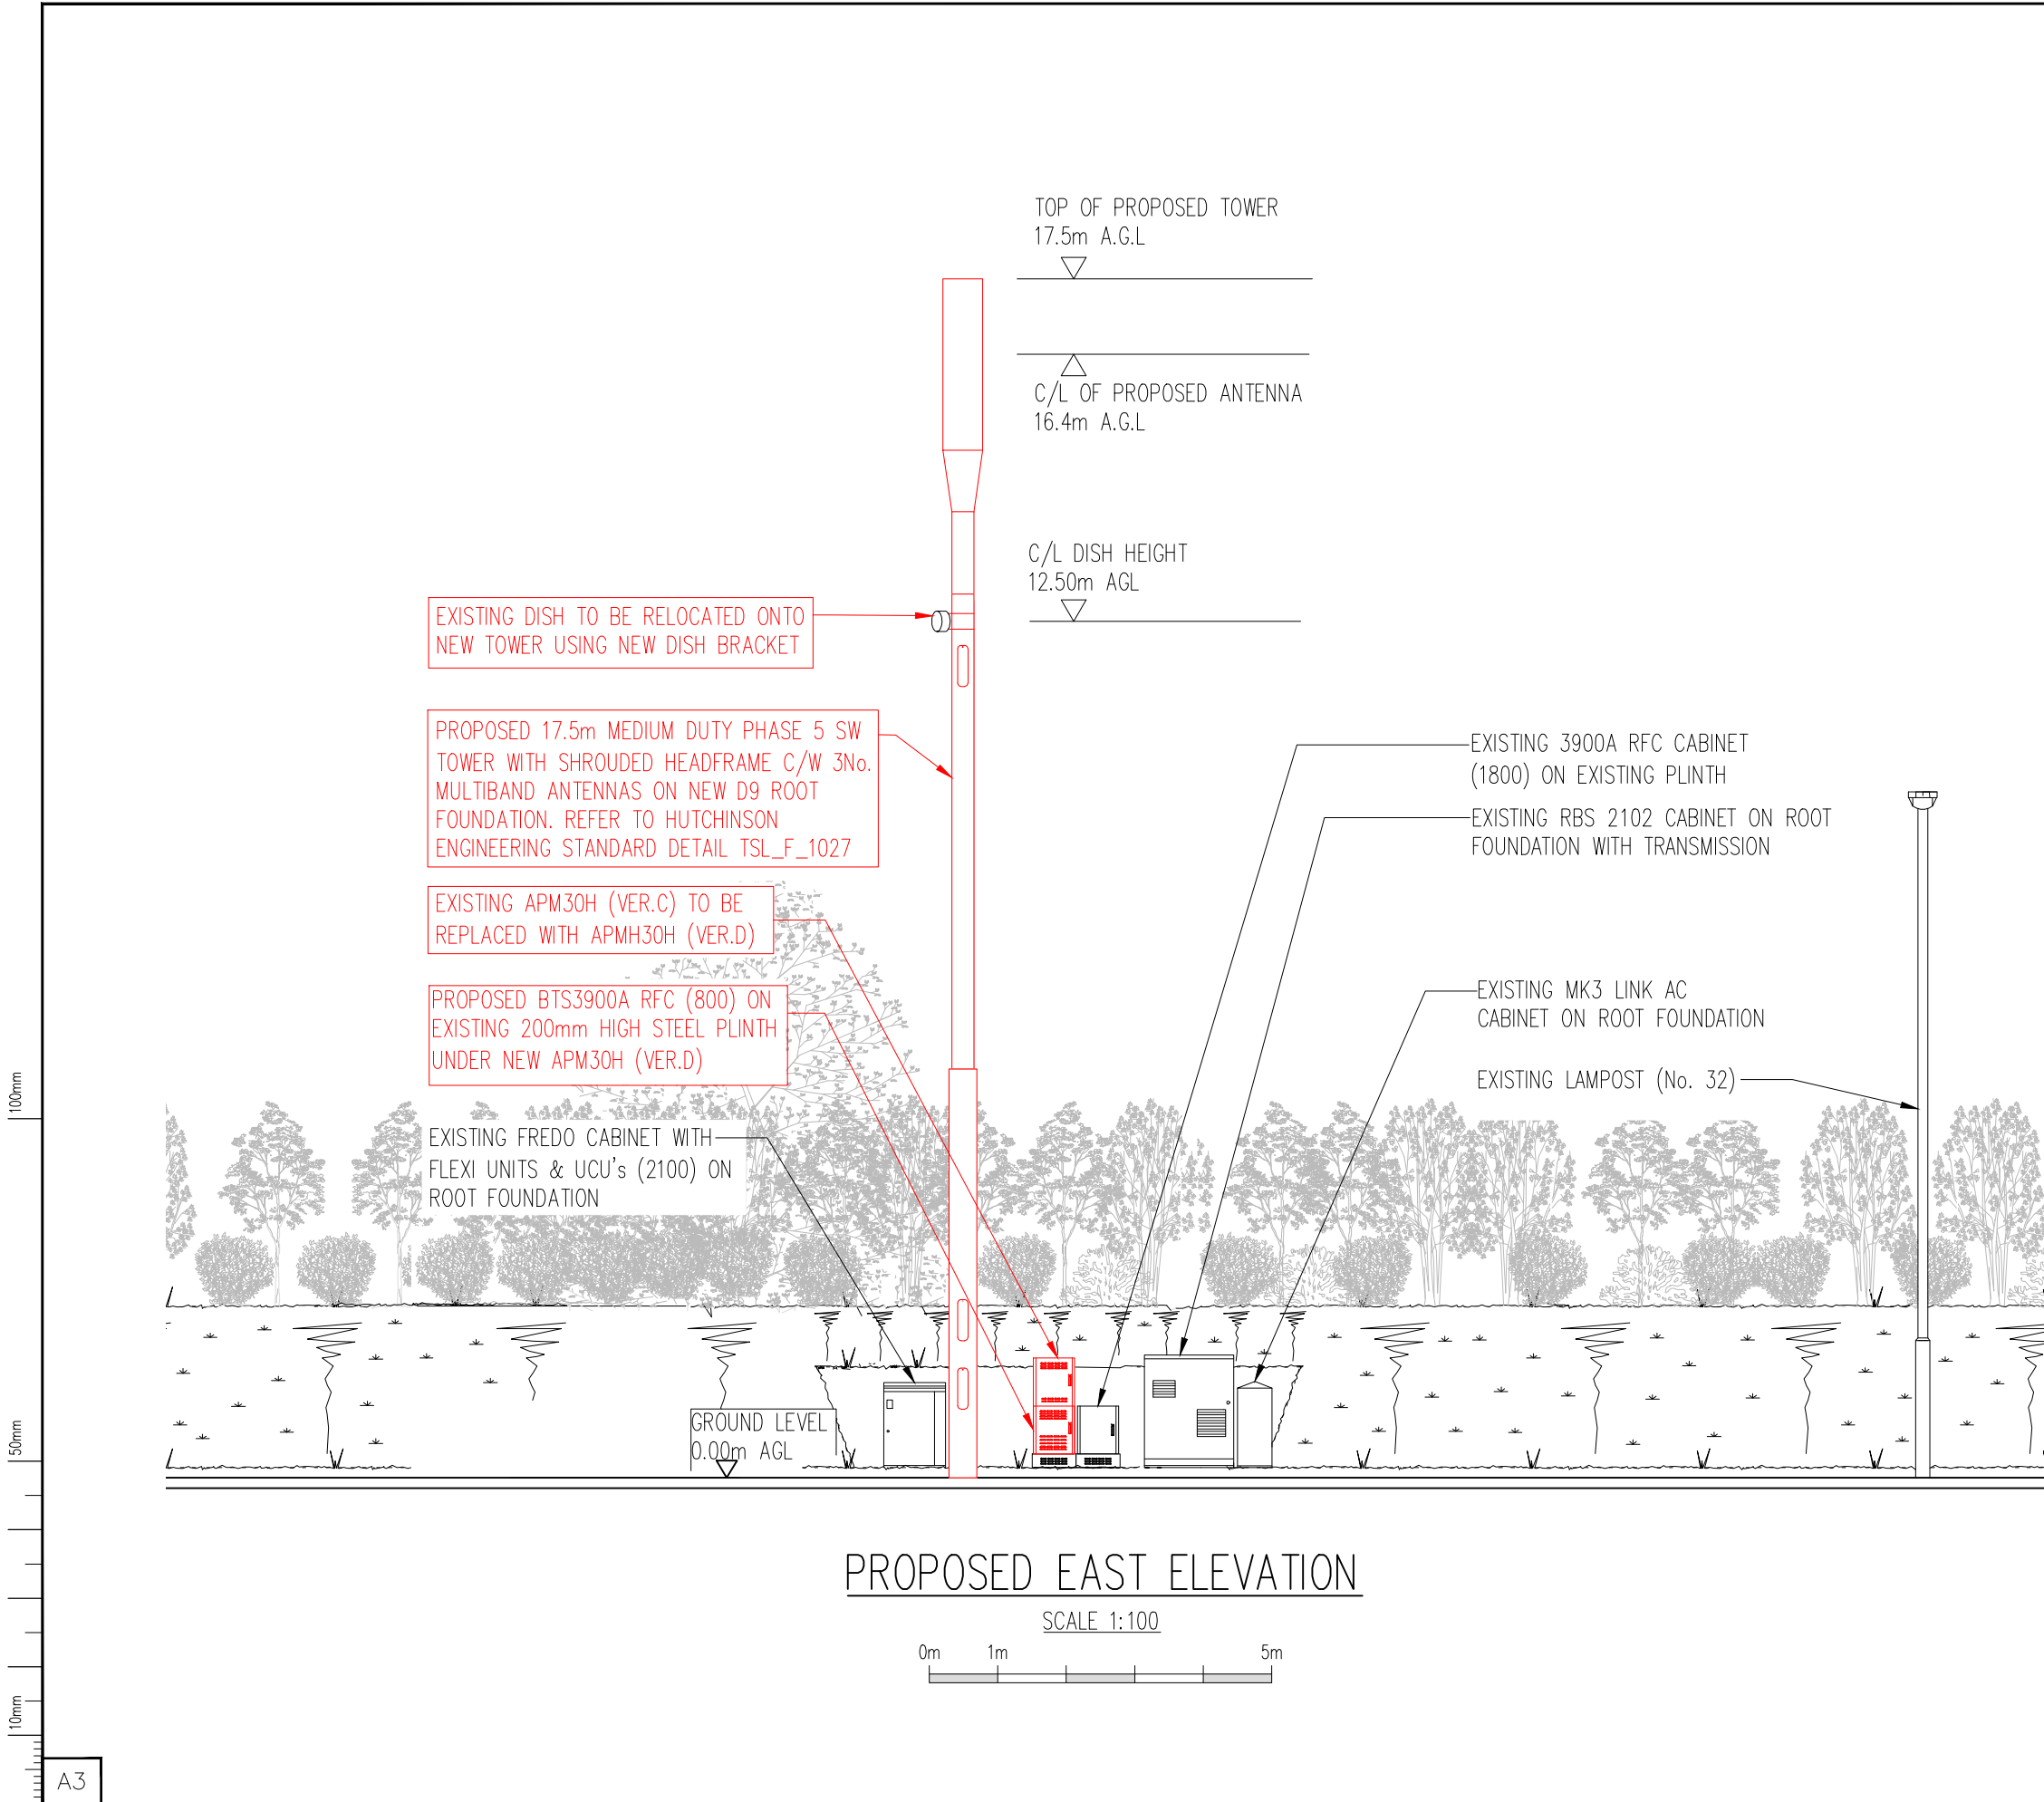 TOP OF PROPOSED TOWER
17.5m A.G.L
C/L OF PROPOSED ANTENNA
16.4m A.G.L
C/L DISH HEIGHT
12.50m AGL
EXISTING DISH TO BE RELOCATED ONTO
NEW TOWER USING NEW DISH BRACKET
PROPOSED 17.5m MEDIUM DUTY PHASE 5 SW
TOWER WITH SHROUDED HEADFRAME C/W 3No.
MULTIBAND ANTENNAS ON NEW D9 ROOT
FOUNDATION. REFER TO HUTCHINSON
ENGINEERING STANDARD DETAIL TSL_F_1027
EXISTING APM30H (VER.C) TO BE
REPLACED WITH APMH30H (VER.D)
PROPOSED BTS3900A RFC (800) ON
EXISTING 200mm HIGH STEEL PLINTH
UNDER NEW APM30H (VER.D)
EXISTING FREDO CABINET WITH
FLEXI UNITS & UCU's (2100) ON
ROOT FOUNDATION
EXISTING 3900A RFC CABINET
(1800) ON EXISTING PLINTH
EXISTING RBS 2102 CABINET ON ROOT
FOUNDATION WITH TRANSMISSION
EXISTING MK3 LINK AC
CABINET ON ROOT FOUNDATION
EXISTING LAMPOST (No. 32)
GROUND LEVEL
0.00m AGL
PROPOSED EAST ELEVATION
SCALE 1:100
0m 1m 5m
100mm
50mm
10mm
A3